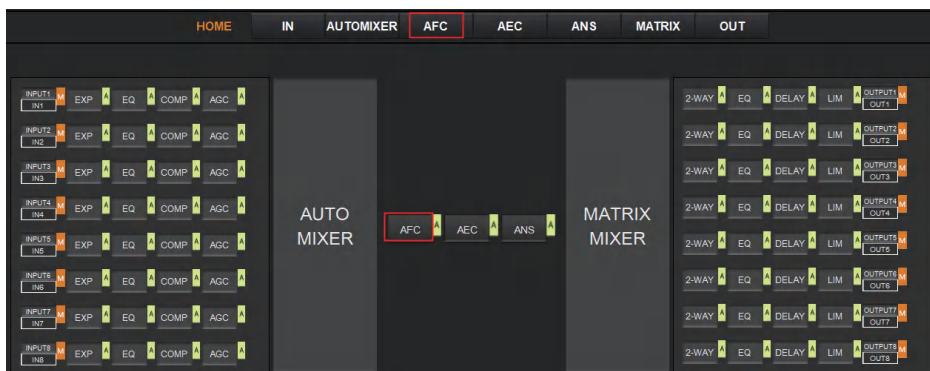 HOME IN AUTOMIXER AFC AEC ANS MATRIX OUT
INPUT1 M EXP A EQ A COMP A AGC A
IN1
INPUT2 M EXP A EQ A COMP A AGC A
IN2
INPUT3 M EXP A EQ A COMP A AGC A
IN3
INPUT4 M EXP A EQ A COMP A AGC A
IN4
INPUT5 M EXP A EQ A COMP A AGC A
IN5
INPUT6 M EXP A EQ A COMP A AGC A
IN6
INPUT7 M EXP A EQ A COMP A AGC A
IN7
INPUT8 M EXP A EQ A COMP A AGC A
IN8
AUTO
MIXER
AFC A AEC A ANS A
MATRIX
MIXER
2-WAY A EQ A DELAY A LIM A OUTPUT1 M
OUT1
2-WAY A EQ A DELAY A LIM A OUTPUT2 M
OUT2
2-WAY A EQ A DELAY A LIM A OUTPUT3 M
OUT3
2-WAY A EQ A DELAY A LIM A OUTPUT4 M
OUT4
2-WAY A EQ A DELAY A LIM A OUTPUT5 M
OUT5
2-WAY A EQ A DELAY A LIM A OUTPUT6 M
OUT6
2-WAY A EQ A DELAY A LIM A OUTPUT7 M
OUT7
2-WAY A EQ A DELAY A LIM A OUTPUT8 M
OUT8